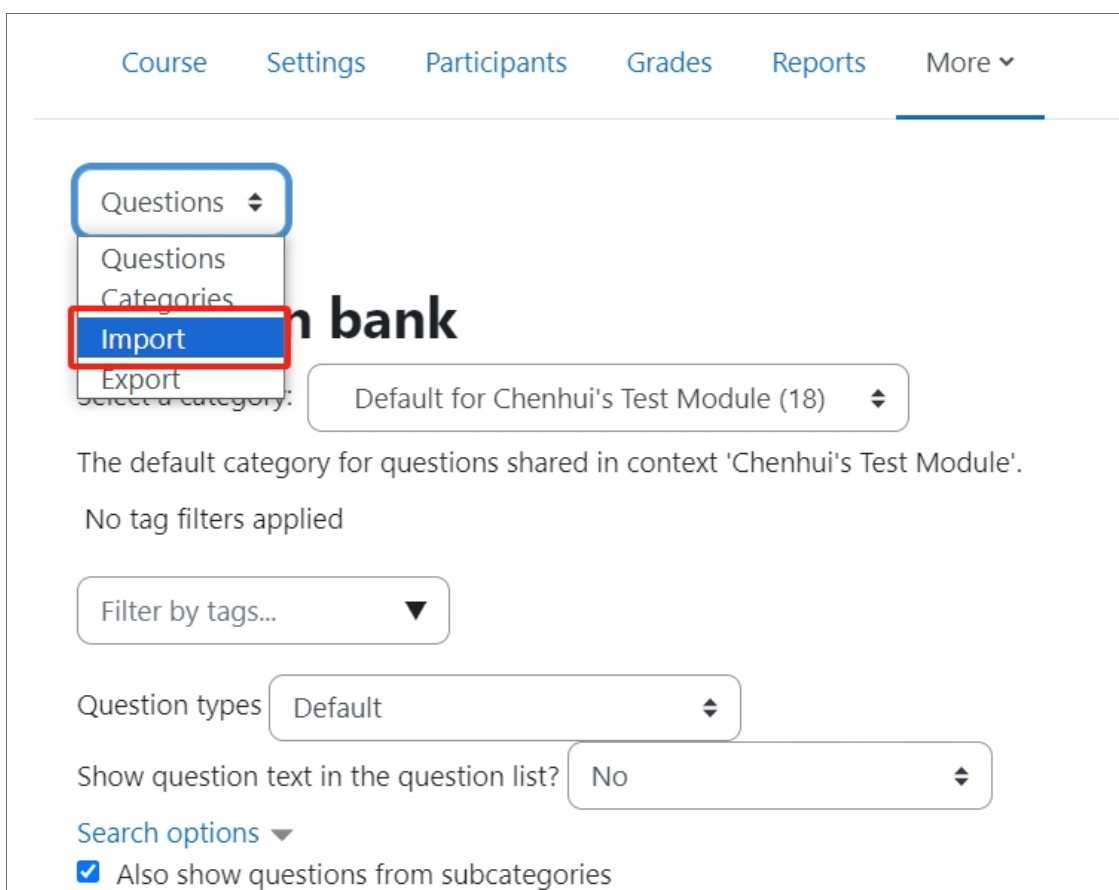 Course Settings Participants Grades Reports More
Questions
Questions
Categories
Import
Export
n bank
Select a category: Default for Chenhui's Test Module (18)
The default category for questions shared in context 'Chenhui's Test Module'.
No tag filters applied
Filter by tags...
Question types Default
Show question text in the question list? No
Search options
Also show questions from subcategories